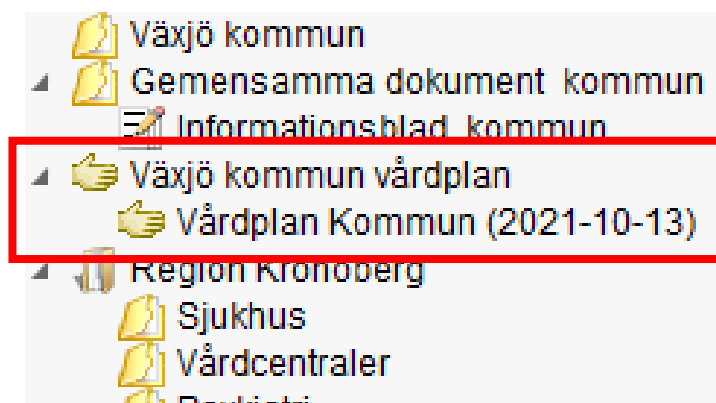 Växjö kommun
Gemensamma dokument kommun
Informationsblad kommun
Växjö kommun vårdplan
Vårdplan Kommun (2021-10-13)
Region Kronoberg
Sjukhus
Vårdcentraler